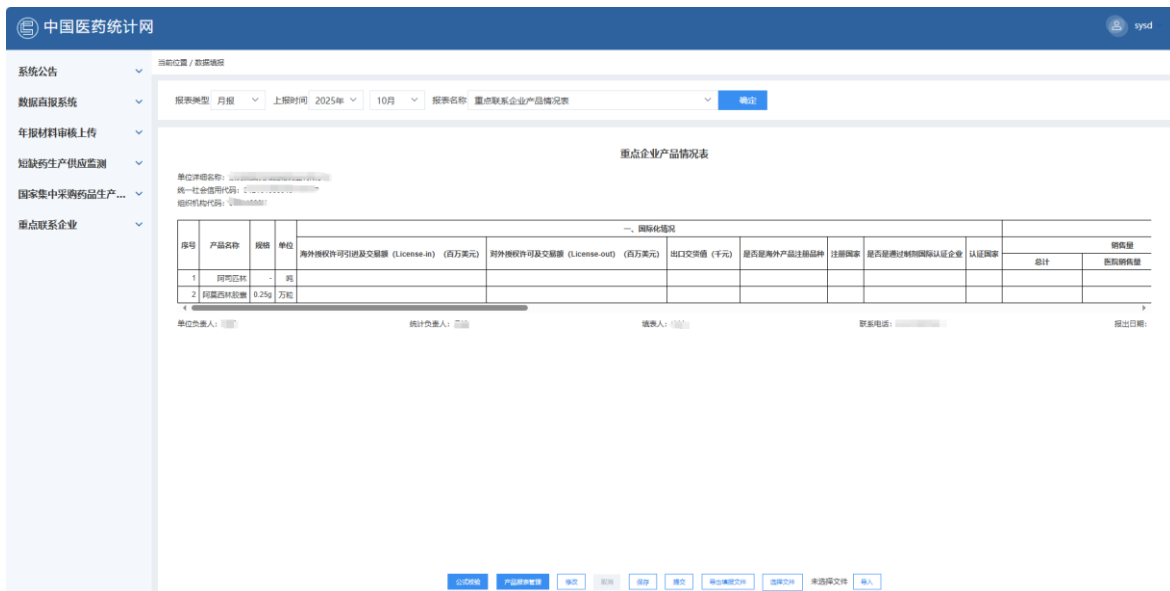 中国医药统计网
sysd
系统公告
数据直报系统
年报材料审核上传
短缺药生产供应监测
国家集中采购药品生产...
重点联系企业
当前位置 / 数据填报
报表类型 月报 上报时间 2025年 10月 报表名称 重点联系企业产品情况表 确定
重点企业产品情况表
单位详细名称：
统一社会信用代码：
组织机构代码：
一、国际化情况
序号 产品名称 规格 单位 海外授权许可引进及交易额（License-in）（百万美元） 对外授权许可及交易额（License-out）（百万美元） 出口交货值（千元） 是否是海外产品注册品种 注册国家 是否是通过制剂国际认证企业 认证国家 销售量
总计 医院销售量
1 阿司匹林 - 吨
2 阿莫西林胶囊 0.25g 万粒
单位负责人： 统计负责人： 填表人： 联系电话： 报出日期：
公式校验 产品报表管理 修改 取消 保存 提交 导出填报文件 选择文件 未选择文件 导入